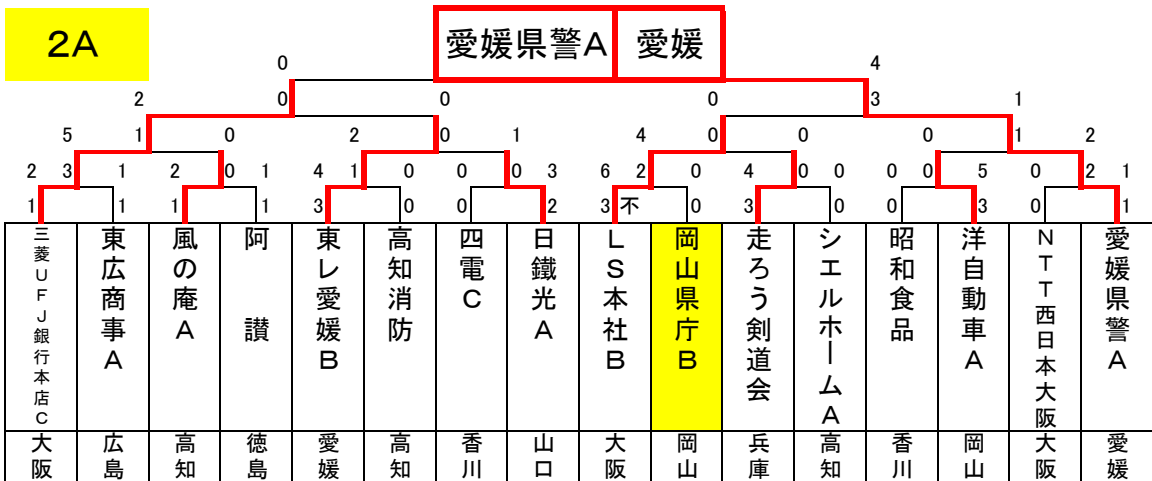 2A
愛媛県警A 愛媛
0 4
2 0 0 0 3 1
5 1 0 2 0 1 4 0 0 0 1 2
2 3 1 2 0 1 4 1 0 0 0 3 6 2 0 4 0 0 0 0 5 0 2 1
1 1 1 1 3 0 0 2 3 不 0 3 0 0 3 0 1
三菱UFJ銀行本店C
東広商事A
風の庵A
阿讃
東レ愛媛B
高知消防
四電C
日鐵光A
LS本社B
岡山県庁B
走ろう剣道会
シエルホームA
昭和食品
洋自動車A
NTT西日本大阪
愛媛県警A
大阪 広島 高知 徳島 愛媛 高知 香川 山口 大阪 岡山 兵庫 高知 香川 岡山 大阪 愛媛